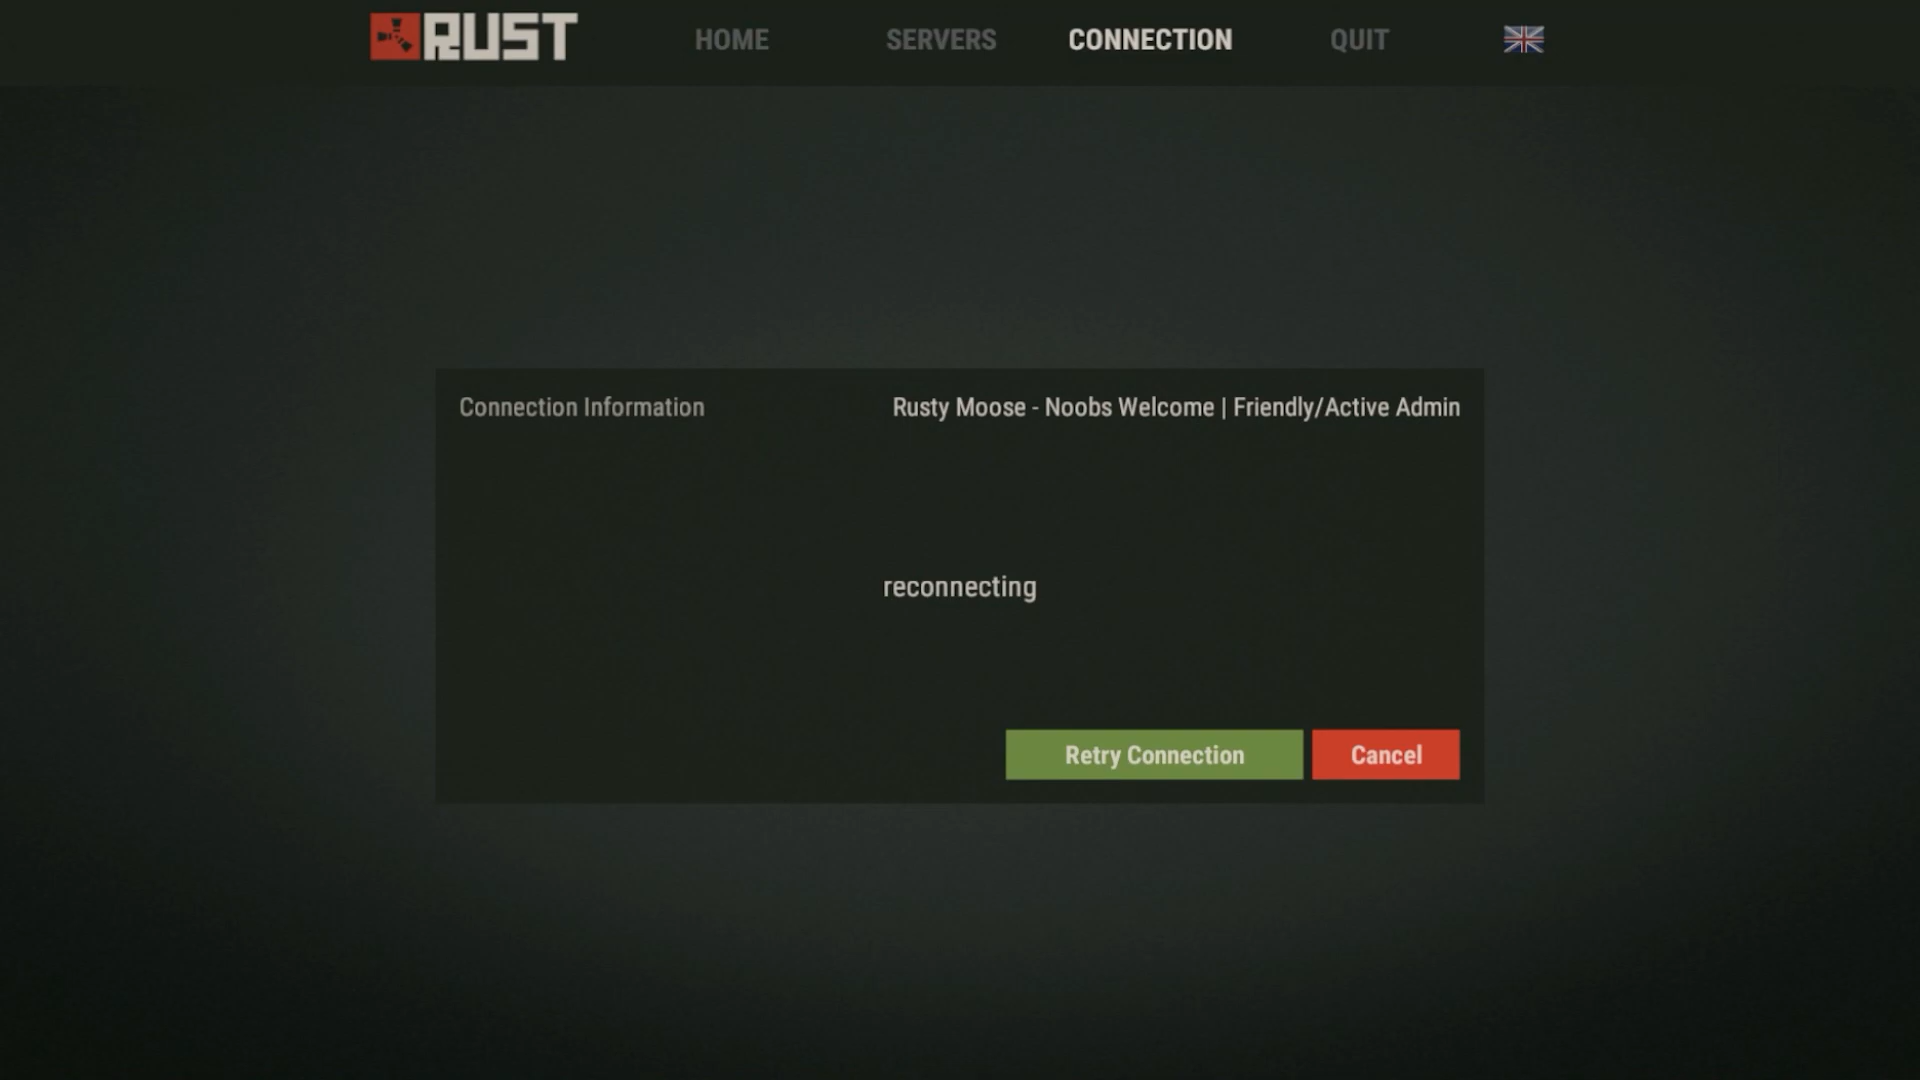 RUST HOME SERVERS CONNECTION QUIT
Connection Information Rusty Moose - Noobs Welcome | Friendly/Active Admin
reconnecting
Retry Connection Cancel